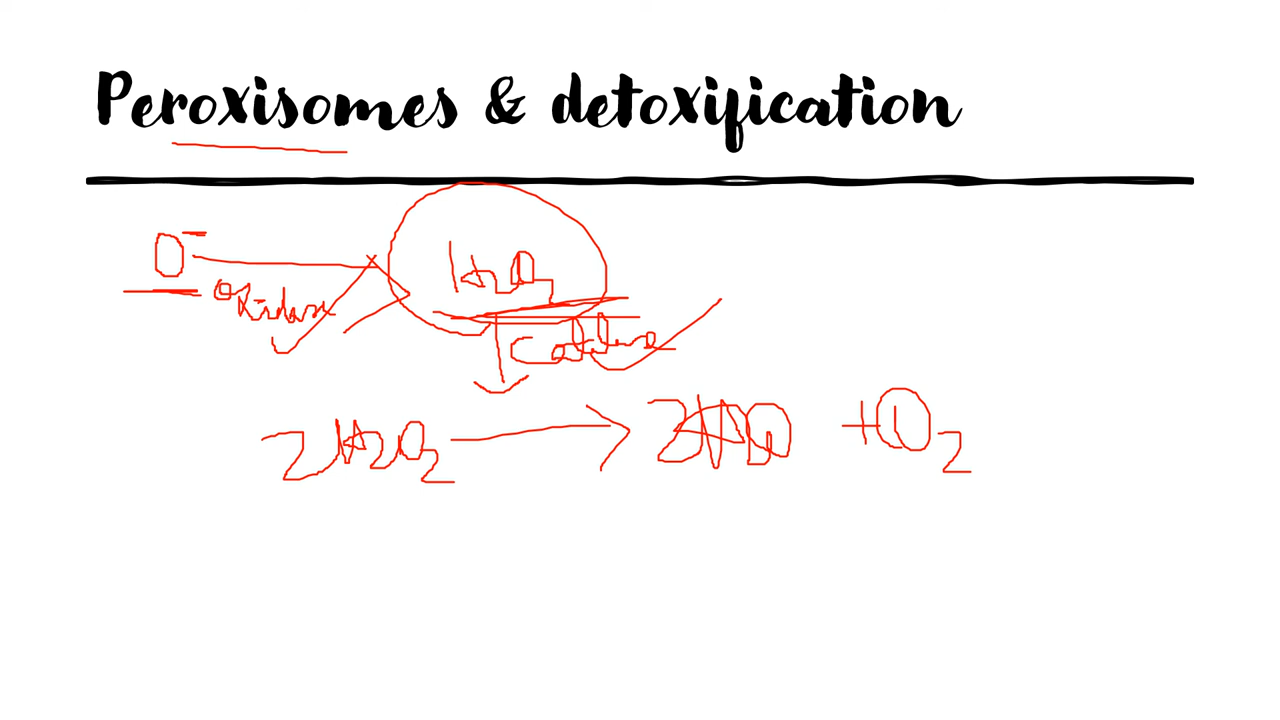 Peroxisomes & detoxification
O⁻
H₂O₂
oxidase
Catalase
2H₂O₂ → 2H₂O + O₂